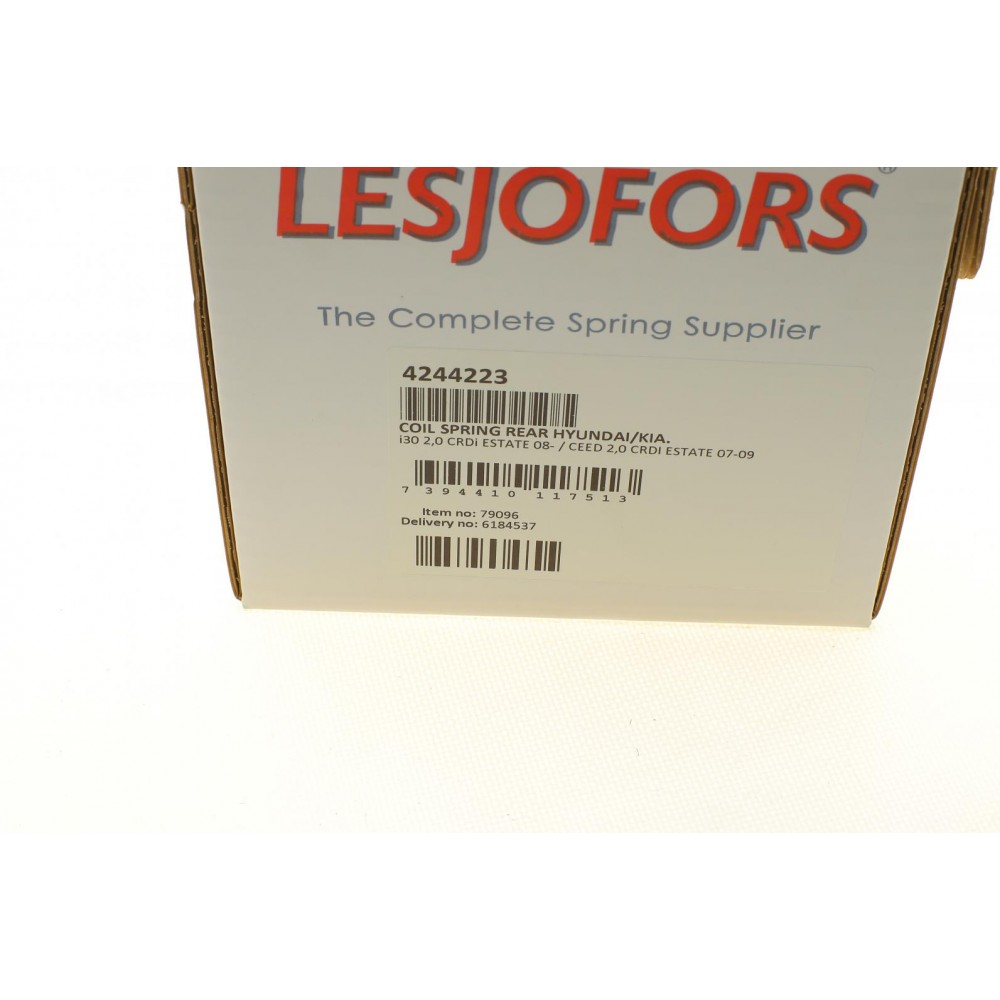 LESJOFORS®
The Complete Spring Supplier
4244223
COIL SPRING REAR HYUNDAI/KIA.
i30 2,0 CRDi ESTATE 08- / CEED 2,0 CRDI ESTATE 07-09
7 394410 117513
Item no: 79096
Delivery no: 6184537